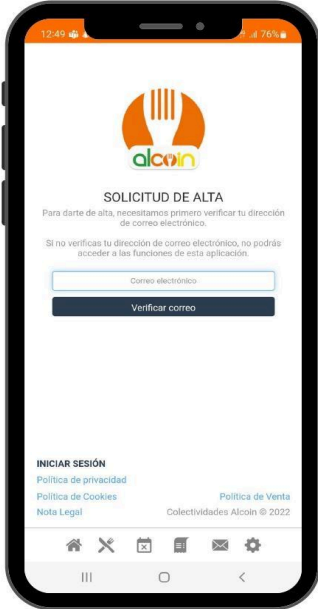 12:49
76%
alcoin
SOLICITUD DE ALTA
Para darte de alta, necesitamos primero verificar tu dirección
de correo electrónico.
Si no verificas tu dirección de correo electrónico, no podrás
acceder a las funciones de esta aplicación.
Correo electrónico
Verificar correo
INICIAR SESIÓN
Política de privacidad
Política de Cookies
Política de Venta
Nota Legal
Colectividades Alcoin © 2022